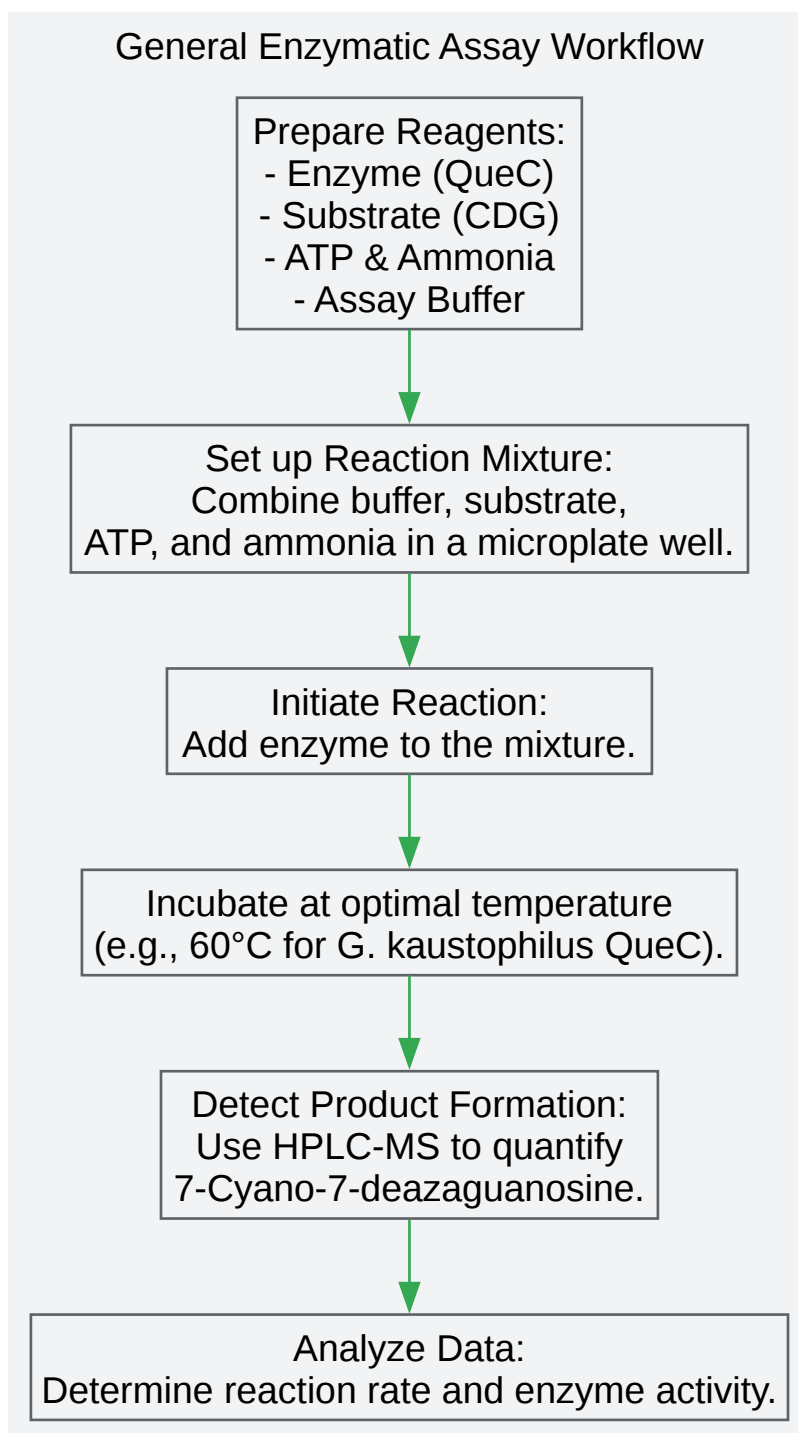 General Enzymatic Assay Workflow
Prepare Reagents:
- Enzyme (QueC)
- Substrate (CDG)
- ATP & Ammonia
- Assay Buffer
Set up Reaction Mixture:
Combine buffer, substrate,
ATP, and ammonia in a microplate well.
Initiate Reaction:
Add enzyme to the mixture.
Incubate at optimal temperature
(e.g., 60°C for G. kaustophilus QueC).
Detect Product Formation:
Use HPLC-MS to quantify
7-Cyano-7-deazaguanosine.
Analyze Data:
Determine reaction rate and enzyme activity.